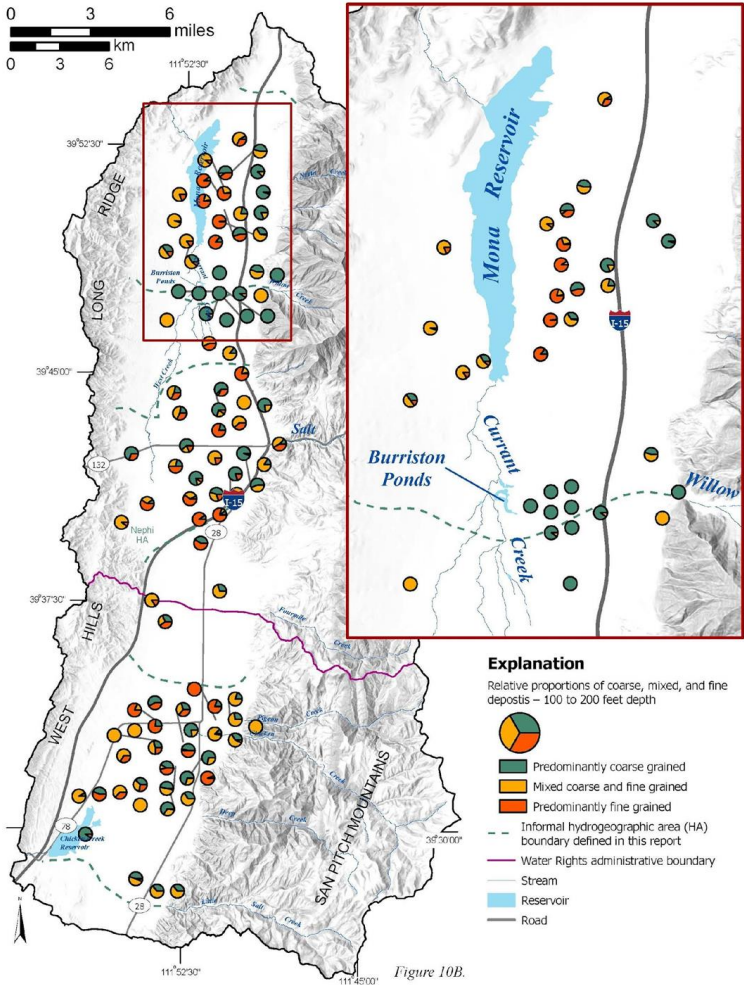 0 3 6
miles
km
0 3 6
111°52'30"
39°52'30"
Mona Reservoir
RIDGE
Currant
Burriston
Ponds
Creek
LONG
39°45'00"
West Creek
Salt
132
I-15
Nephi
HA
28
39°37'30"
HILLS
Creek
WEST
Creek
Creek
SAN PITCH MOUNTAINS
78
Chicken Creek
Reservoir
39°30'00"
28
Salt
Creek
N
111°52'30"
111°45'00"
Figure 10B.
Mona Reservoir
I-15
Currant
Burriston
Ponds
Willow
Creek
Explanation
Relative proportions of coarse, mixed, and fine
depostis – 100 to 200 feet depth
Predominantly coarse grained
Mixed coarse and fine grained
Predominantly fine grained
Informal hydrogeographic area (HA)
boundary defined in this report
Water Rights administrative boundary
Stream
Reservoir
Road